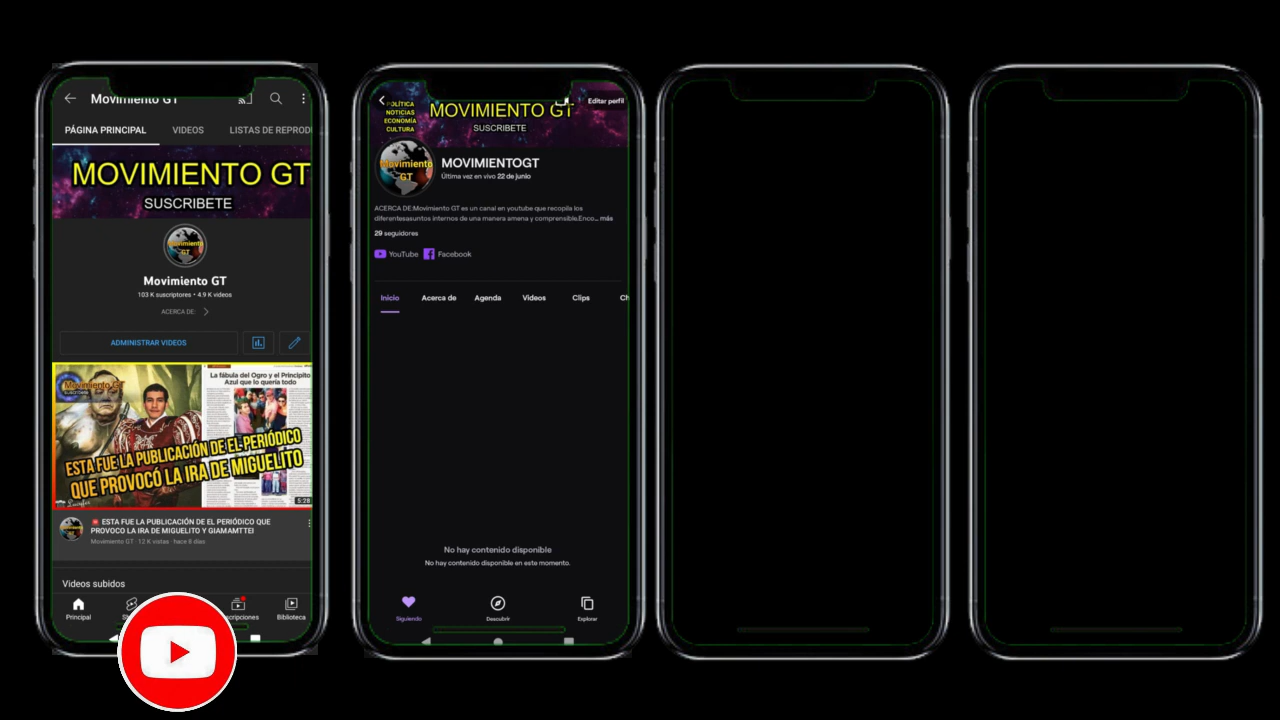 Movimiento GT
PÁGINA PRINCIPAL VIDEOS LISTAS DE REPROD
MOVIMIENTO GT
SUSCRIBETE
Movimiento GT
Movimiento GT
103 K suscriptores • 4.9 K videos
ACERCA DE:
ADMINISTRAR VIDEOS
Movimiento GT
SUSCRIBETE
La fábula del Ogro y el Principito
Azul que lo quería todo
ESTA FUE LA PUBLICACIÓN DE EL PERIÓDICO
QUE PROVOCÓ LA IRA DE MIGUELITO
5:28
ESTA FUE LA PUBLICACIÓN DE EL PERIÓDICO QUE
PROVOCO LA IRA DE MIGUELITO Y GIAMAMTTEI
Movimiento GT · 12 K vistas · hace 6 días
Videos subidos
Principal S scripciones Biblioteca
POLÍTICA
NOTICIAS
ECONOMÍA
CULTURA
MOVIMIENTO GT
SUSCRIBETE
Editar perfil
Movimiento
GT
MOVIMIENTOGT
Última vez en vivo 22 de junio
ACERCA DE:Movimiento GT es un canal en youtube que recopila los
diferentesasuntos internos de una manera amena y comprensible.Enco... más
29 seguidores
YouTube Facebook
Inicio Acerca de Agenda Videos Clips Ch
No hay contenido disponible
No hay contenido disponible en este momento.
Siguiendo Descubrir Explorar